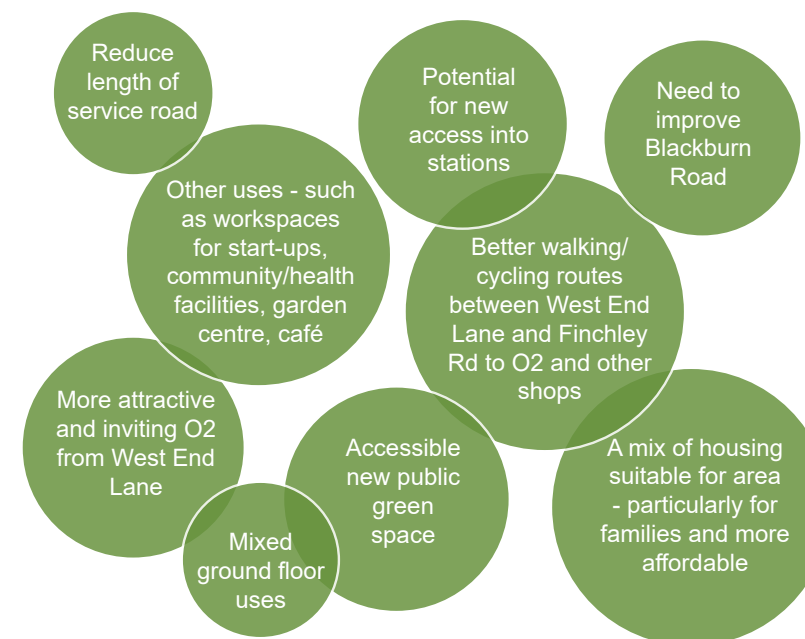 Reduce
length of
service road
Potential
for new
access into
stations
Need to
improve
Blackburn
Road
Other uses - such
as workspaces
for start-ups,
community/health
facilities, garden
centre, café
Better walking/
cycling routes
between West End
Lane and Finchley
Rd to O2 and other
shops
More attractive
and inviting O2
from West End
Lane
Accessible
new public
green
space
A mix of housing
suitable for area
- particularly for
families and more
affordable
Mixed
ground floor
uses